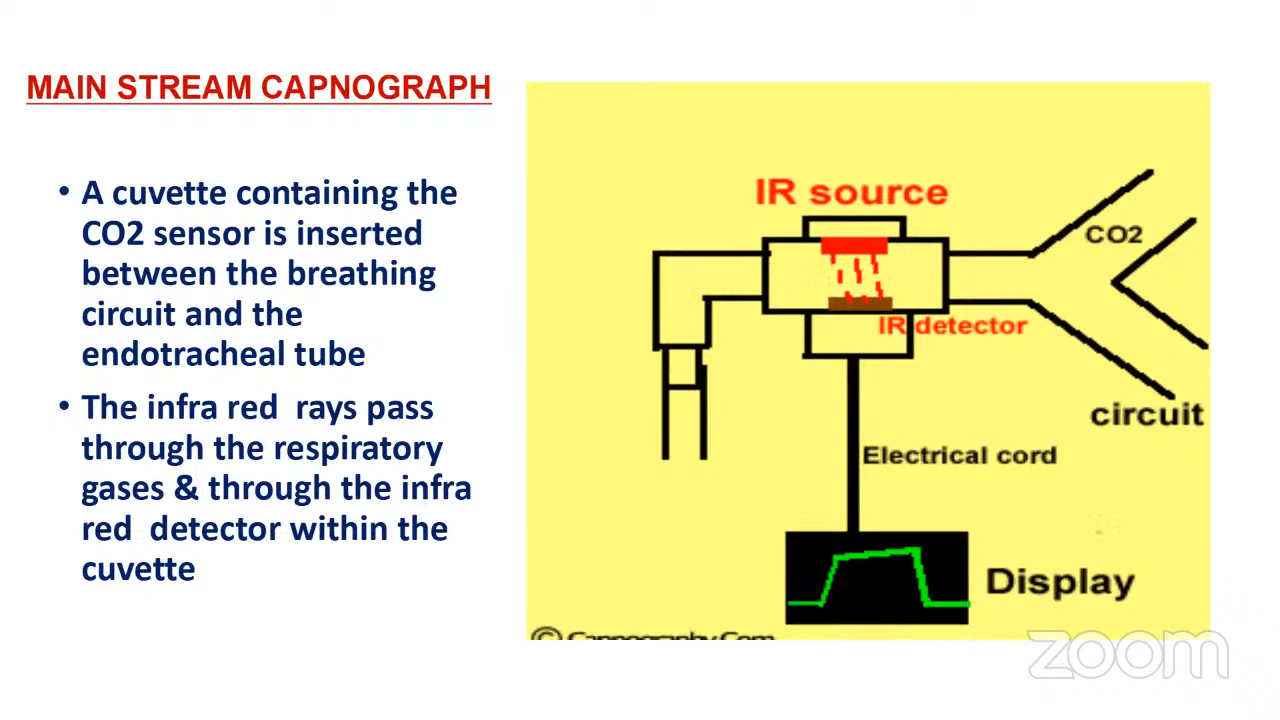 MAIN STREAM CAPNOGRAPH
• A cuvette containing the
CO2 sensor is inserted
between the breathing
circuit and the
endotracheal tube
• The infra red rays pass
through the respiratory
gases & through the infra
red detector within the
cuvette
IR source
CO2
IR detector
circuit
Electrical cord
Display
© Capnography.Com
zoom